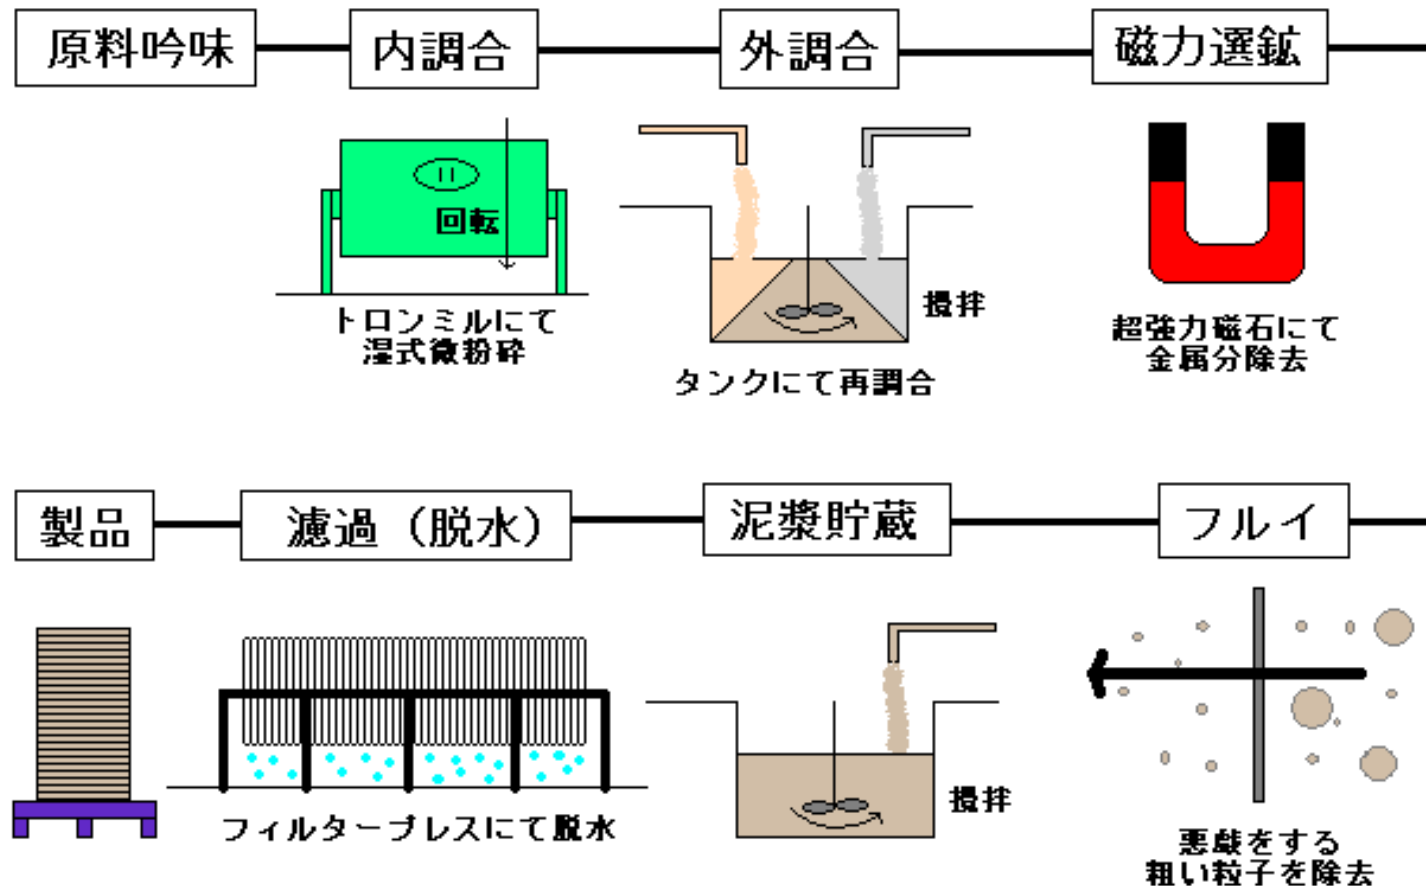 原料吟味
内調合
外調合
磁力選鉱
回転
トロンミルにて
湿式微粉砕
攪拌
タンクにて再調合
超強力磁石にて
金属分除去
製品
濾過（脱水）
泥漿貯蔵
フルイ
フィルタープレスにて脱水
攪拌
悪戯をする
粗い粒子を除去